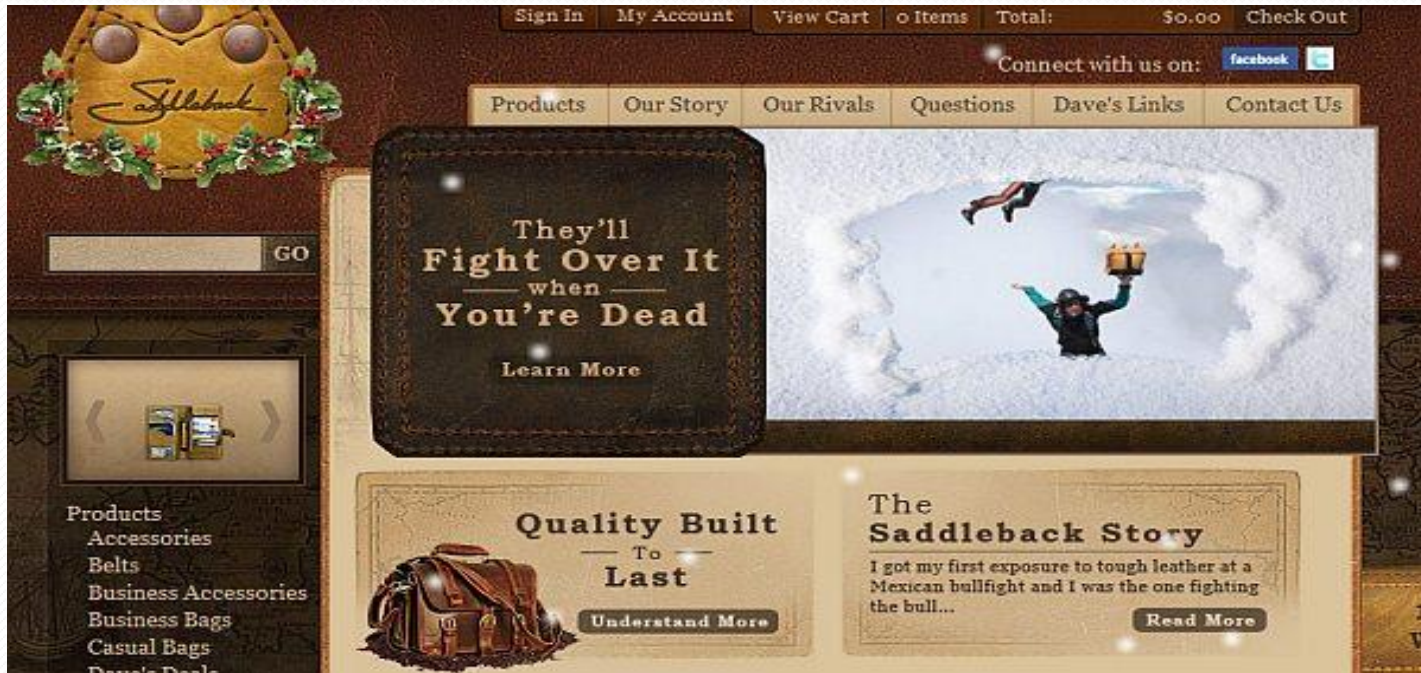 Sign In My Account View Cart 0 Items Total: $0.00 Check Out
Connect with us on: facebook
Saddleback
Products Our Story Our Rivals Questions Dave's Links Contact Us
GO
They'll
Fight Over It
when
You're Dead
Learn More
Products
Accessories
Belts
Business Accessories
Business Bags
Casual Bags
Dave's Deals
Quality Built
To
Last
Understand More
The
Saddleback Story
I got my first exposure to tough leather at a
Mexican bullfight and I was the one fighting
the bull...
Read More